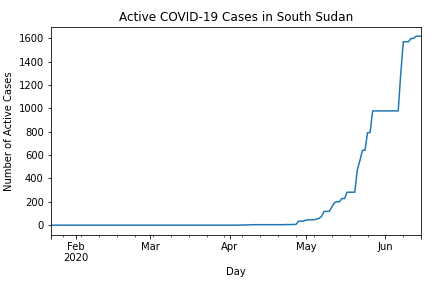 Active COVID-19 Cases in South Sudan
Number of Active Cases
1600
1400
1200
1000
800
600
400
200
0
Feb
2020
Mar
Apr
May
Jun
Day